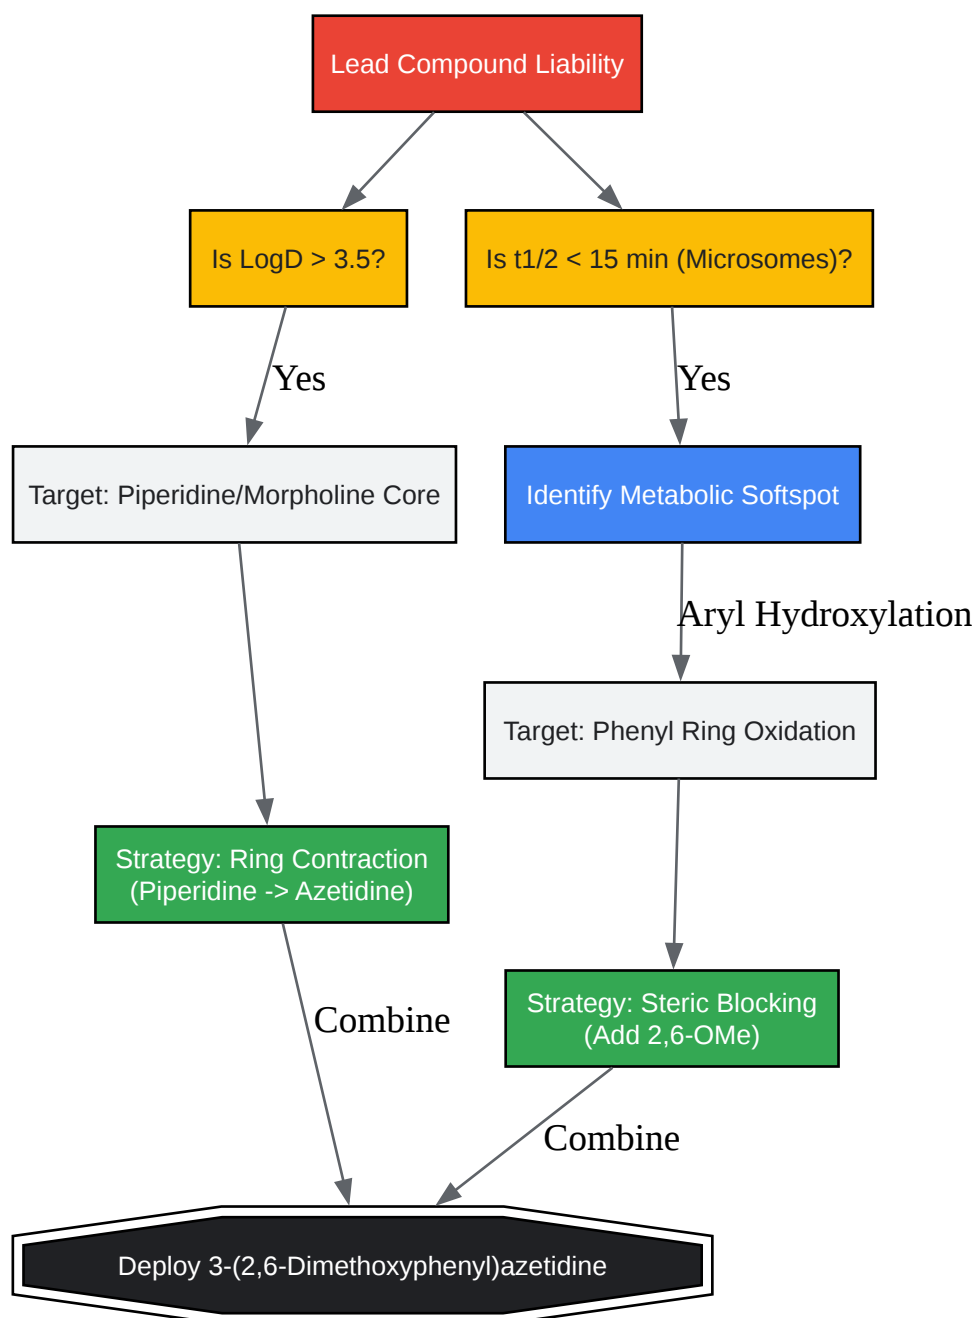 Lead Compound Liability
Is LogD > 3.5?
Is t1/2 < 15 min (Microsomes)?
Yes
Yes
Target: Piperidine/Morpholine Core
Identify Metabolic Softspot
Aryl Hydroxylation
Target: Phenyl Ring Oxidation
Strategy: Ring Contraction
(Piperidine -> Azetidine)
Strategy: Steric Blocking
(Add 2,6-OMe)
Combine
Combine
Deploy 3-(2,6-Dimethoxyphenyl)azetidine